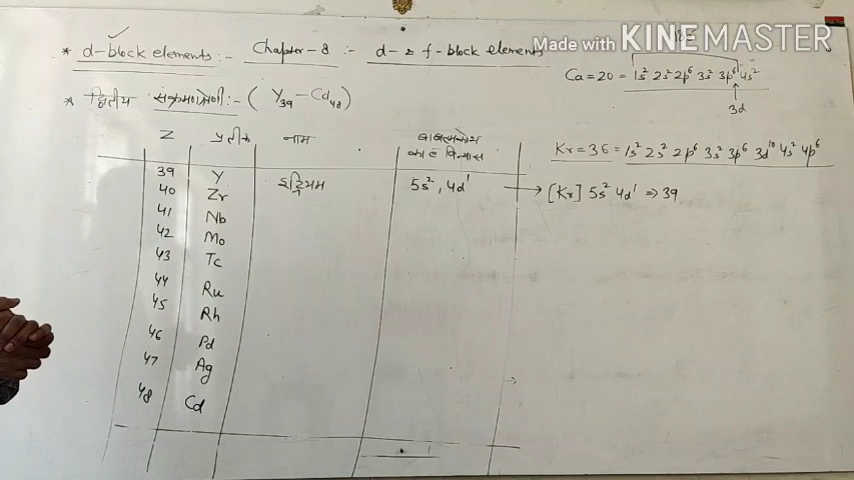 Made with KINEMASTER
* d-block elements :- Chapter-8 :- d- z f-block elements
Ca=20 = 1s² 2s² 2p⁶ 3s² 3p⁶ 4s²
3d
* द्वितीय संक्रमण श्रेणी :- ( Y₃₉ - Cd₄₈ )
Z प्रतीक नाम बाह्यतम कोश
का e विन्यास
Kr=36 = 1s² 2s² 2p⁶ 3s² 3p⁶ 3d¹⁰ 4s² 4p⁶
39 Y इट्रियम 5s², 4d¹ → [Kr] 5s² 4d¹ ⇒ 39
40 Zr
41 Nb
42 Mo
43 Tc
44 Ru
45 Rh
46 Pd
47 Ag
48 Cd